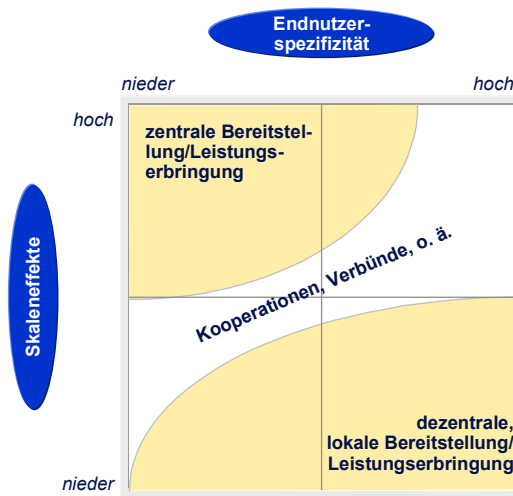 Endnutzer-
spezifizität
nieder
hoch
hoch
zentrale Bereitstel-
lung/Leistungs-
erbringung
Skaleneffekte
Kooperationen, Verbünde, o. ä.
dezentrale,
lokale Bereitstellung/
Leistungserbringung
nieder